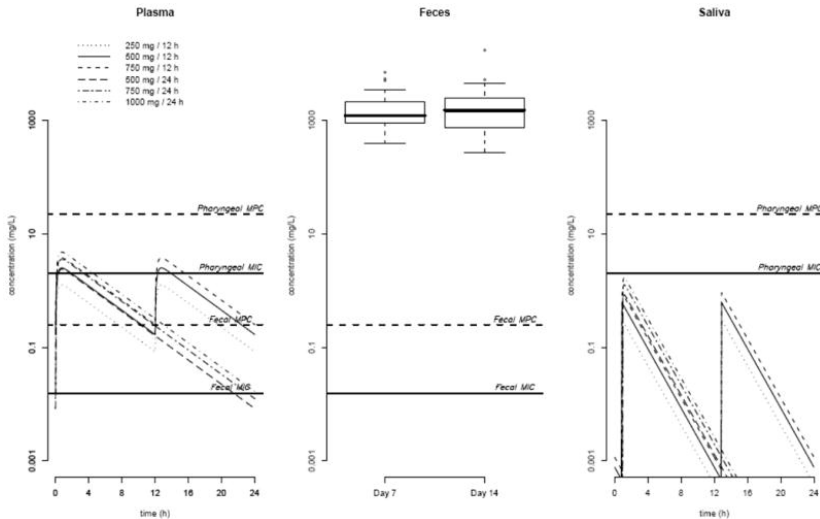 Plasma
250 mg / 12 h
500 mg / 12 h
750 mg / 12 h
500 mg / 24 h
750 mg / 24 h
1000 mg / 24 h
concentration (mg/L)
1000
10
0.1
0.001
Pharyngeal MPC
Pharyngeal MIC
Fecal MPC
Fecal MIC
0 4 8 12 16 20 24
time (h)
Feces
concentration (mg/L)
1000
10
0.1
0.001
Fecal MPC
Fecal MIC
Day 7 Day 14
Saliva
concentration (mg/L)
1000
10
0.1
0.001
Pharyngeal MPC
Pharyngeal MIC
0 4 8 12 16 20 24
time (h)